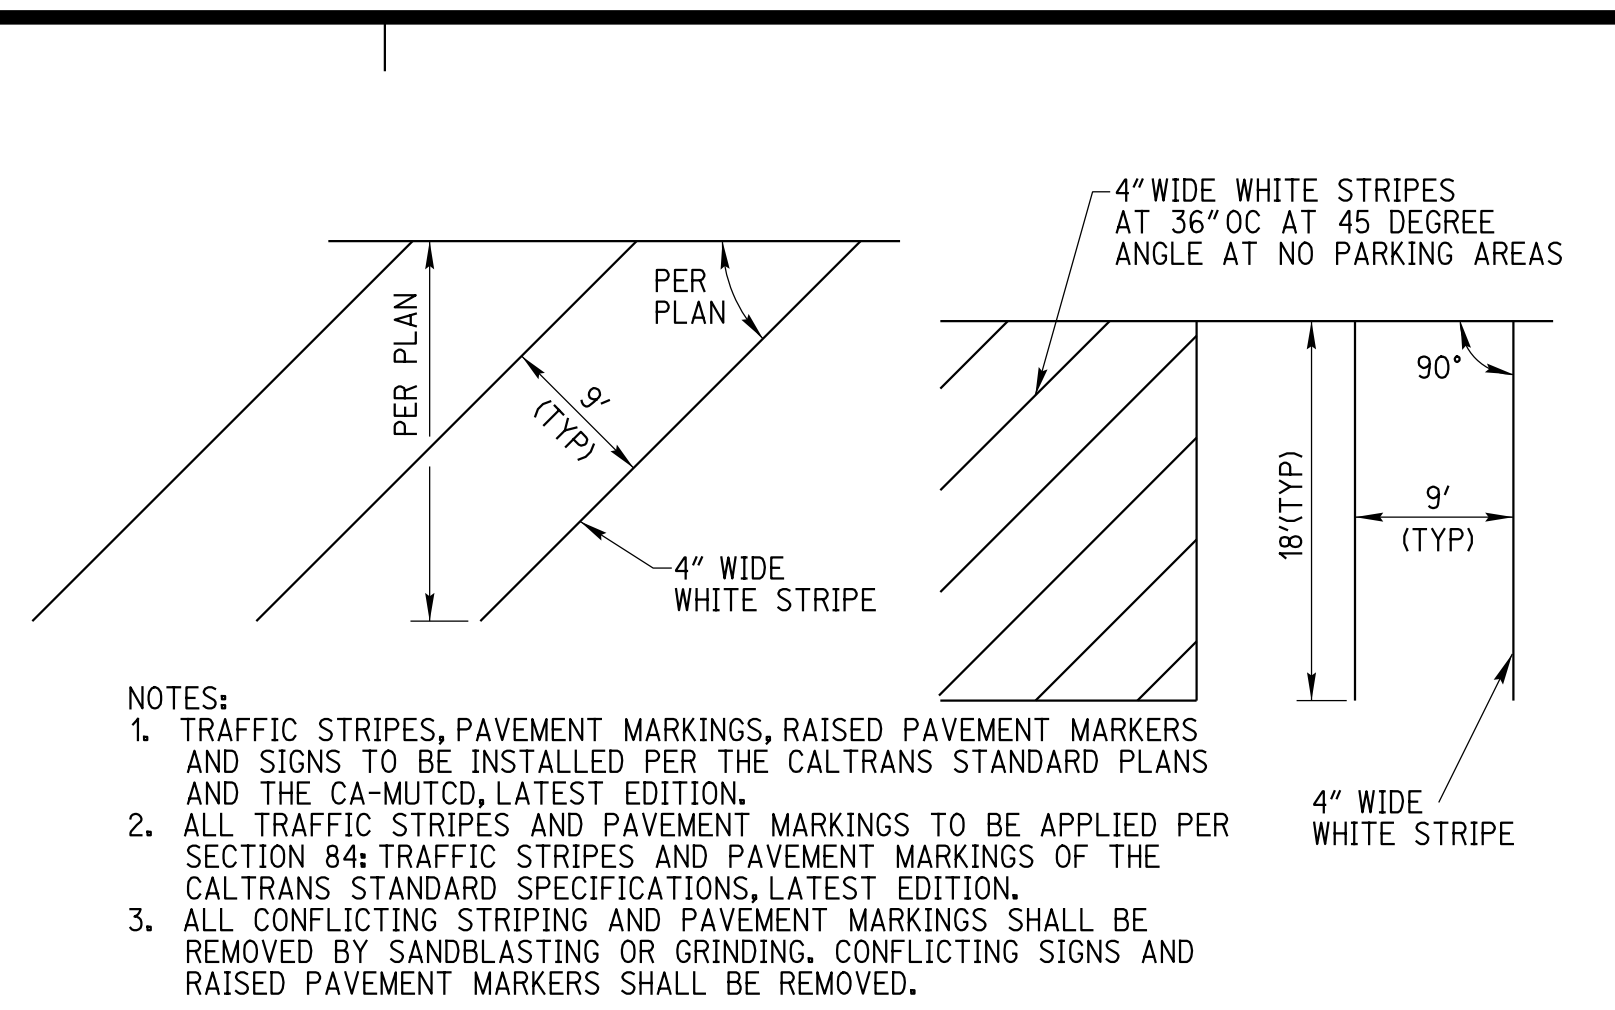 4" WIDE WHITE STRIPES
AT 36" OC AT 45 DEGREE
ANGLE AT NO PARKING AREAS
PER PLAN
PER
PLAN
9'
(TYP)
4" WIDE
WHITE STRIPE
90°
18'(TYP)
9'
(TYP)
4" WIDE
WHITE STRIPE
NOTES:
1. TRAFFIC STRIPES, PAVEMENT MARKINGS, RAISED PAVEMENT MARKERS
AND SIGNS TO BE INSTALLED PER THE CALTRANS STANDARD PLANS
AND THE CA-MUTCD, LATEST EDITION.
2. ALL TRAFFIC STRIPES AND PAVEMENT MARKINGS TO BE APPLIED PER
SECTION 84: TRAFFIC STRIPES AND PAVEMENT MARKINGS OF THE
CALTRANS STANDARD SPECIFICATIONS, LATEST EDITION.
3. ALL CONFLICTING STRIPING AND PAVEMENT MARKINGS SHALL BE
REMOVED BY SANDBLASTING OR GRINDING. CONFLICTING SIGNS AND
RAISED PAVEMENT MARKERS SHALL BE REMOVED.